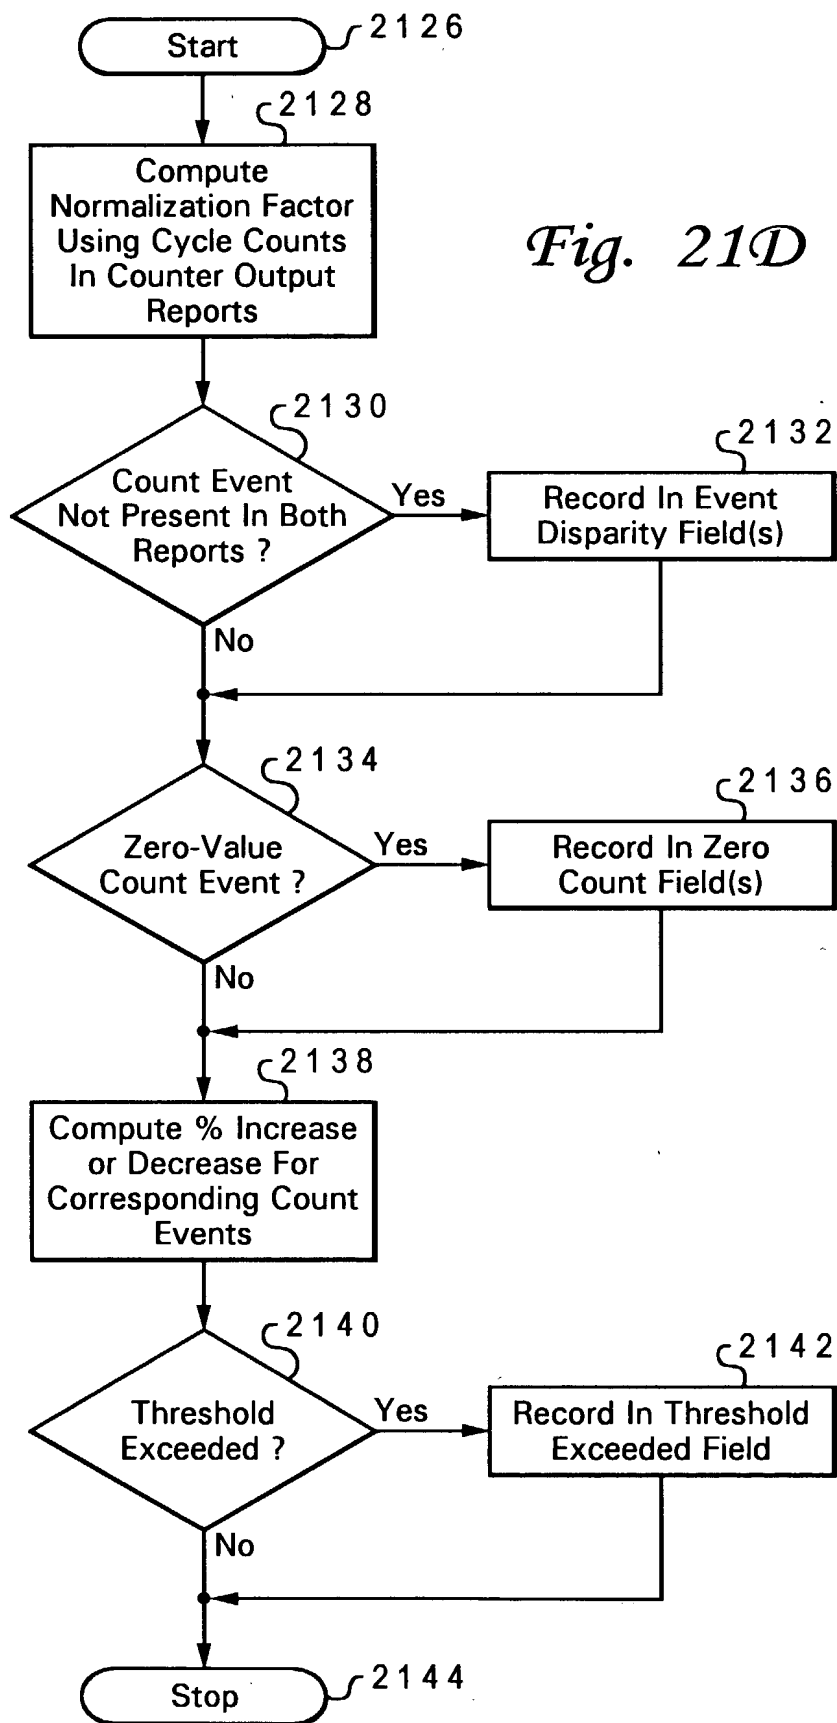 Start
2126
2128
Compute
Normalization Factor
Using Cycle Counts
In Counter Output
Reports
Fig. 21D
2130
Count Event
Not Present In Both
Reports ?
Yes
2132
Record In Event
Disparity Field(s)
No
2134
Zero-Value
Count Event ?
Yes
2136
Record In Zero
Count Field(s)
No
2138
Compute % Increase
or Decrease For
Corresponding Count
Events
2140
Threshold
Exceeded ?
Yes
2142
Record In Threshold
Exceeded Field
No
Stop
2144